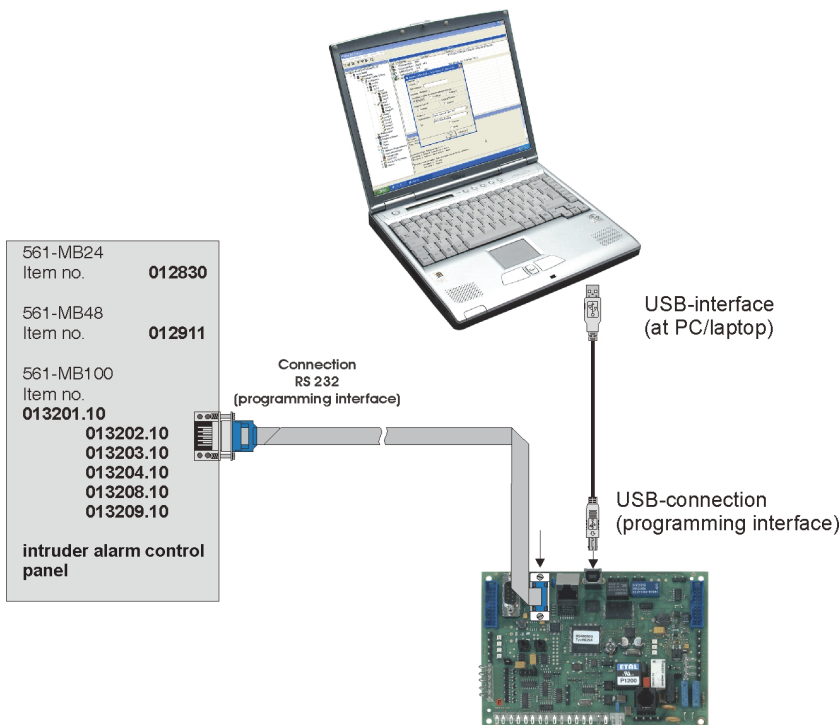 561-MB24
Item no. 012830
561-MB48
Item no. 012911
561-MB100
Item no.
013201.10
013202.10
013203.10
013204.10
013208.10
013209.10
intruder alarm control
panel
Connection
RS 232
(programming interface)
USB-interface
(at PC/laptop)
USB-connection
(programming interface)
ETAL
P1200